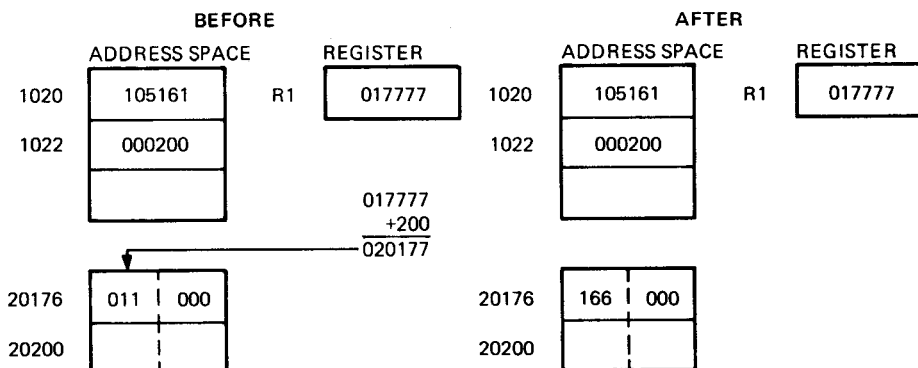 BEFORE AFTER
ADDRESS SPACE REGISTER ADDRESS SPACE REGISTER
1020 105161 R1 017777 1020 105161 R1 017777
1022 000200 1022 000200
017777
+200
020177
20176 011 000 20176 166 000
20200 20200